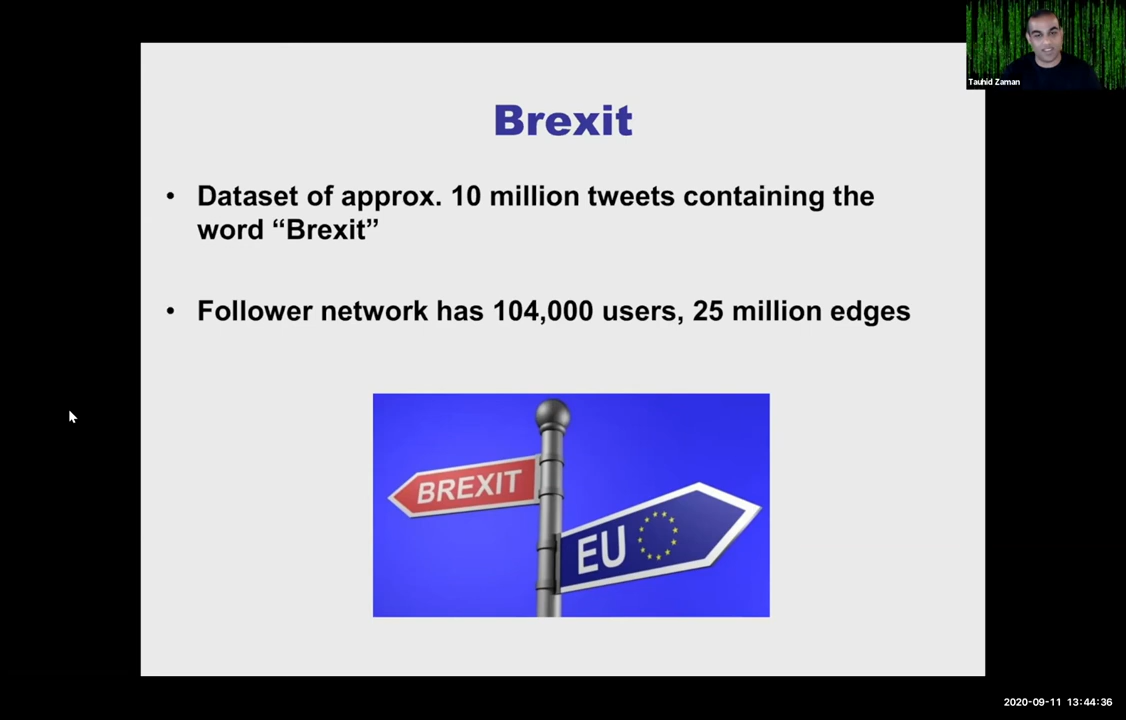 Tauhid Zaman
Brexit
• Dataset of approx. 10 million tweets containing the
word “Brexit”
• Follower network has 104,000 users, 25 million edges
BREXIT
EU
2020-09-11 13:44:36